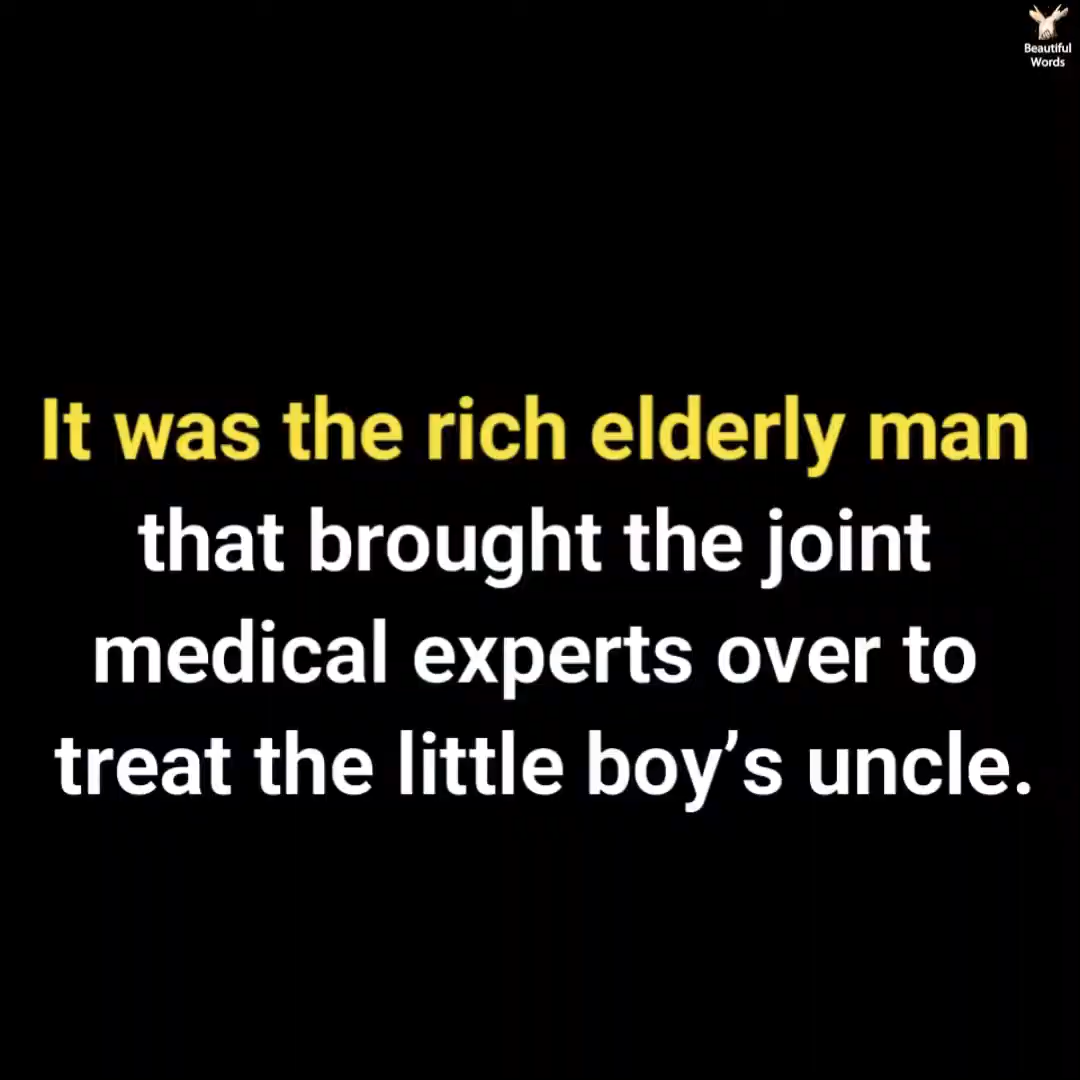 Beautiful
Words
It was the rich elderly man
that brought the joint
medical experts over to
treat the little boy’s uncle.